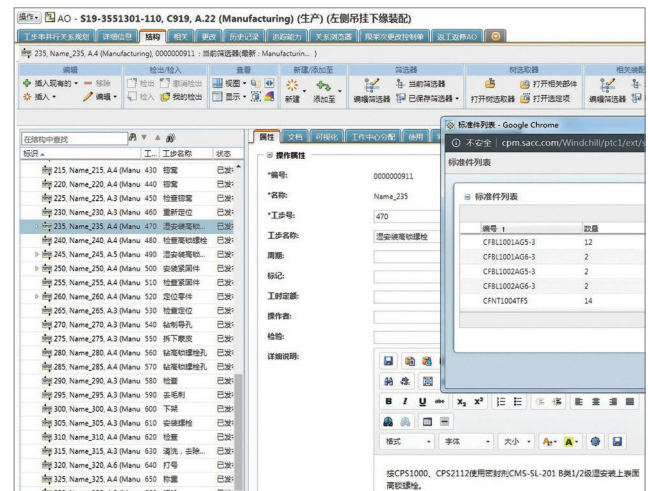 操作 AO - S19-3551301-110, C919, A.22 (Manufacturing) (生产) (左侧吊挂下缘装配)
工步串并行关系规划 详细信息 结构 相关 更改 历史记录 追踪能力 关系浏览器 限架次更改控制单 返工返修AO
235, Name_235, A.4 (Manufacturing), 0000000911 : 当前筛选器(最新 : Manufacturin... )
编辑 检出/检入 查看 新建/添加至 筛选器 树选取器
插入现有的 移除 检出 撤消检出 视图 当前筛选器 打开相关部件
插入 编辑 检入 我的检出 显示 新建 添加至 编辑筛选器 已保存筛选器 打开树选取器 打开选定项 编辑筛选器
在结构中查找
标识 工... 工步名称 状态
215, Name_215, A.4 (Manu 430 锪窝 已发
220, Name_220, A.4 (Manu 440 锪窝 已发
225, Name_225, A.3 (Manu 450 检查锪窝 已发
230, Name_230, A.3 (Manu 460 重新定位 已发
235, Name_235, A.4 (Manu 470 湿安装高锁... 已发
240, Name_240, A.4 (Manu 480 检查高锁螺栓 已发
245, Name_245, A.5 (Manu 490 湿安装高锁... 已发
250, Name_250, A.4 (Manu 500 安装紧固件 已发
255, Name_255, A.4 (Manu 510 检查紧固件 已发
260, Name_260, A.4 (Manu 520 定位零件 已发
265, Name_265, A.3 (Manu 530 检查定位 已发
270, Name_270, A.3 (Manu 540 钻制导孔 已发
275, Name_275, A.3 (Manu 550 拆下蒙皮 已发
280, Name_280, A.4 (Manu 560 钻高锁螺栓孔 已发
285, Name_285, A.4 (Manu 570 钻高锁螺栓孔 已发
290, Name_290, A.3 (Manu 580 检查 已发
295, Name_295, A.3 (Manu 590 去毛刺 已发
300, Name_300, A.3 (Manu 600 下架 已发
305, Name_305, A.3 (Manu 610 安装螺栓 已发
310, Name_310, A.4 (Manu 620 检查 已发
315, Name_315, A.3 (Manu 630 清洗，去除... 已发
320, Name_320, A.6 (Manu 640 打号 已发
325, Name_325, A.4 (Manu 650 称重 已发
属性 文档 可视化 工作中心分配 使用
操作属性
*编号: 0000000911
*名称: Name_235
*工步号: 470
工步名称: 湿安装高锁螺栓
周期:
标记:
工时定额:
操作者:
检验:
详细说明:
B I U abc X₂ X²
格式 字体 大小 A A
按CPS1000、CPS2112使用密封剂CMS-SL-201 B类1/2级湿安装上表面
高锁螺栓。
标准件列表 - Google Chrome
不安全 | cpm.sacc.com/Windchill/ptc1/ext/s
标准件列表
标准件列表
编号 ↑ 数量
CFBL1001AG5-3 12
CFBL1001AG6-3 2
CFBL1002AG5-3 2
CFBL1002AG6-3 2
CFNT1004TF5 14